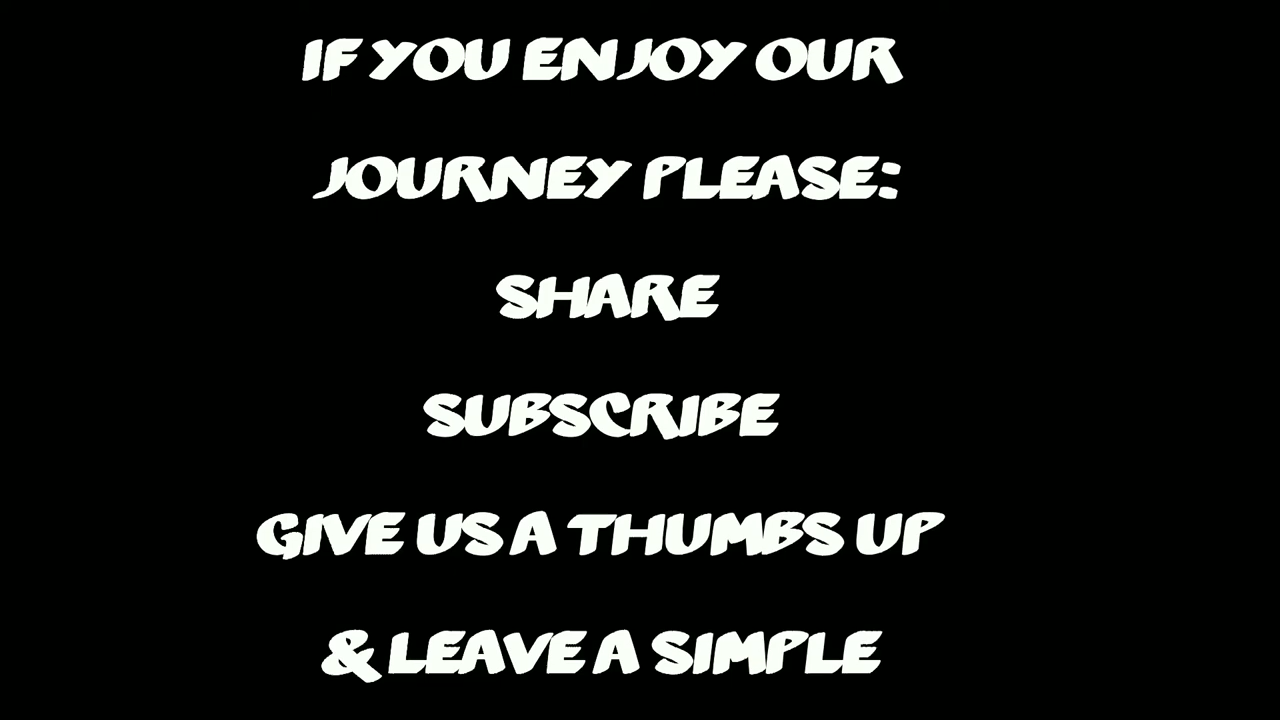 IF YOU ENJOY OUR
JOURNEY PLEASE:
SHARE
SUBSCRIBE
GIVE US A THUMBS UP
& LEAVE A SIMPLE